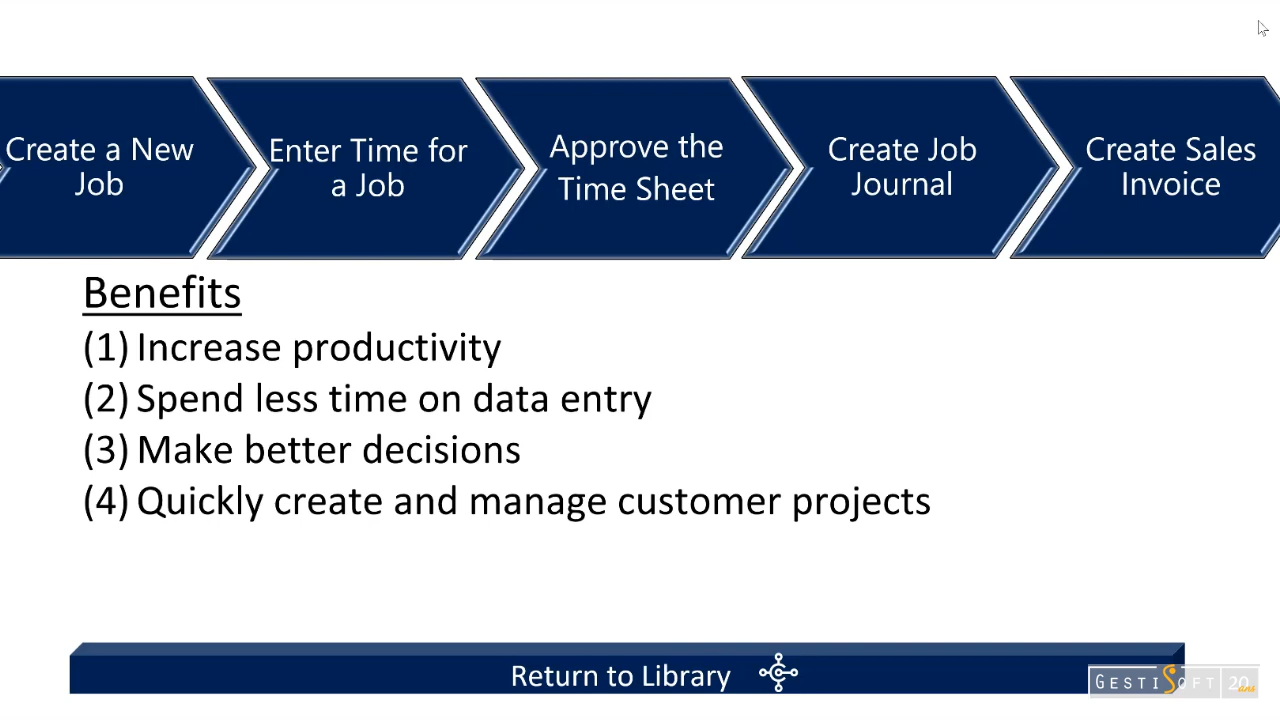 Create a New
Job
Enter Time for
a Job
Approve the
Time Sheet
Create Job
Journal
Create Sales
Invoice
Benefits
(1) Increase productivity
(2) Spend less time on data entry
(3) Make better decisions
(4) Quickly create and manage customer projects
Return to Library
GESTISOFT 20 ans